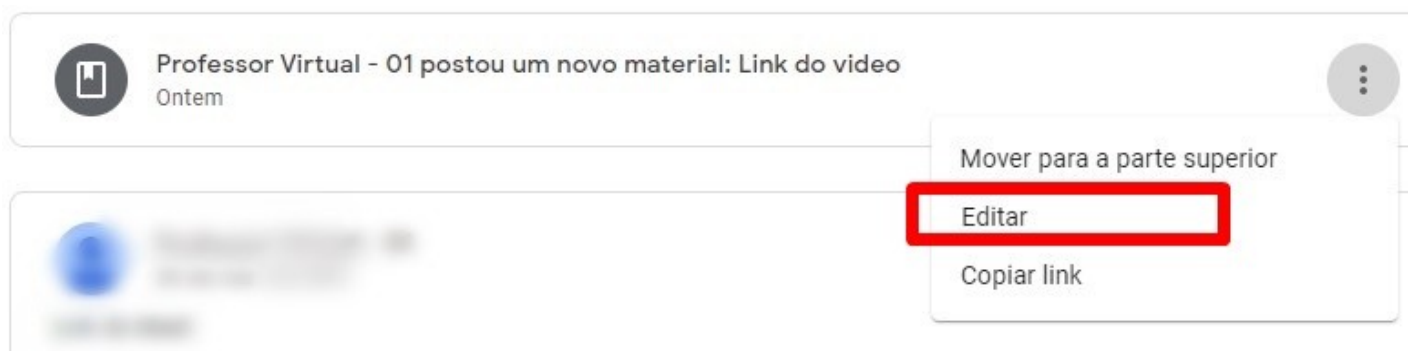 Professor Virtual - 01 postou um novo material: Link do video
Ontem
Mover para a parte superior
Editar
Copiar link